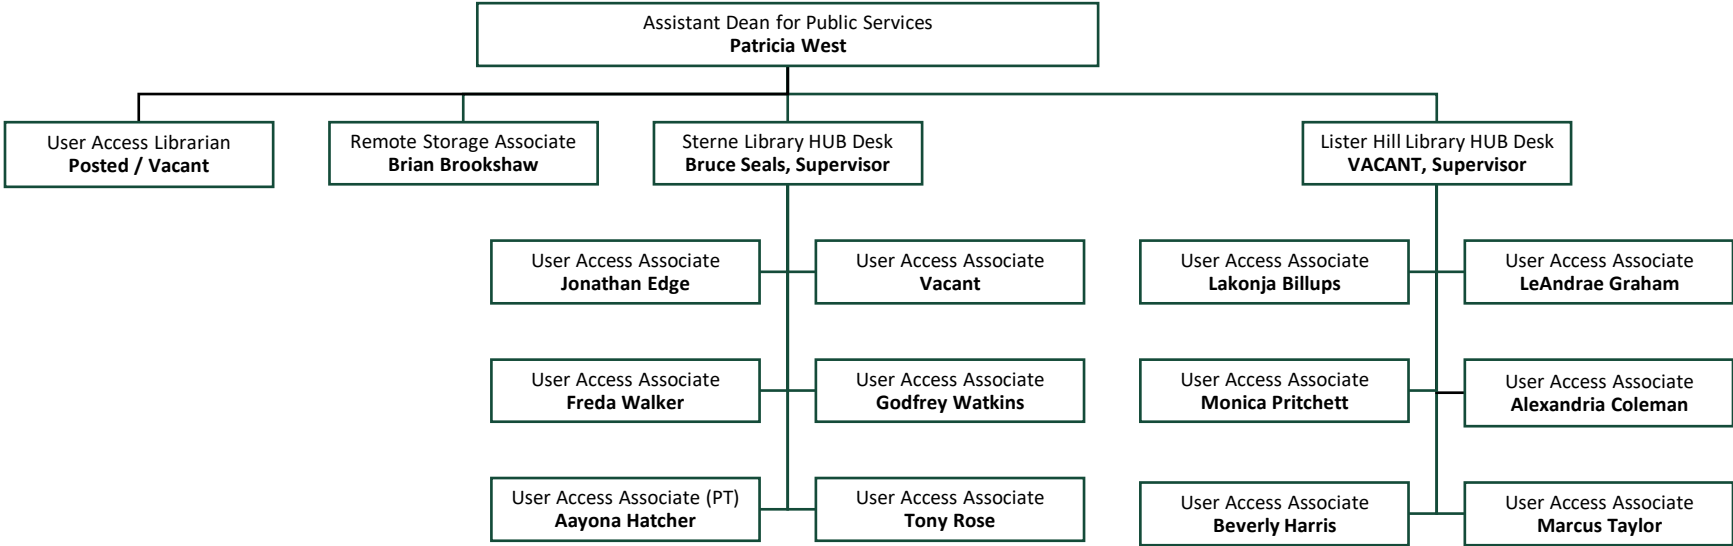 Assistant Dean for Public Services
Patricia West
User Access Librarian
Posted / Vacant
Remote Storage Associate
Brian Brookshaw
Sterne Library HUB Desk
Bruce Seals, Supervisor
Lister Hill Library HUB Desk
VACANT, Supervisor
User Access Associate
Jonathan Edge
User Access Associate
Vacant
User Access Associate
Lakonja Billups
User Access Associate
LeAndrae Graham
User Access Associate
Freda Walker
User Access Associate
Godfrey Watkins
User Access Associate
Monica Pritchett
User Access Associate
Alexandria Coleman
User Access Associate (PT)
Aayona Hatcher
User Access Associate
Tony Rose
User Access Associate
Beverly Harris
User Access Associate
Marcus Taylor